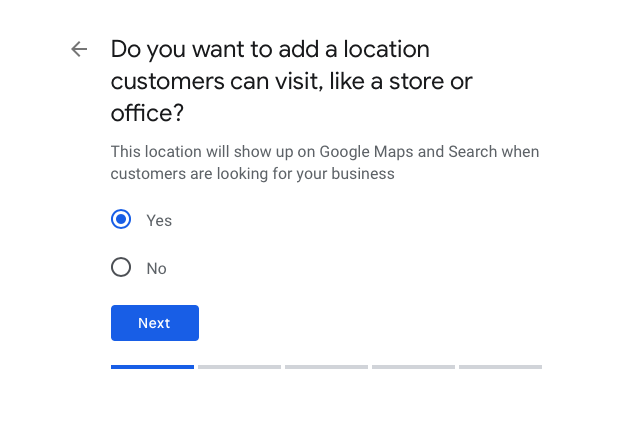 Do you want to add a location
customers can visit, like a store or
office?
This location will show up on Google Maps and Search when
customers are looking for your business
Yes
No
Next